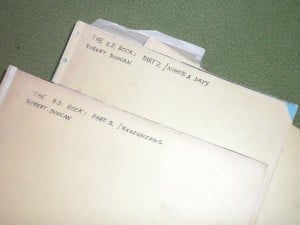 THE H.D. BOOK: PART 2 / NIGHTS & DAYS
ROBERT DUNCAN
THE H.D. BOOK: PART I / BEGINNINGS
ROBERT DUNCAN